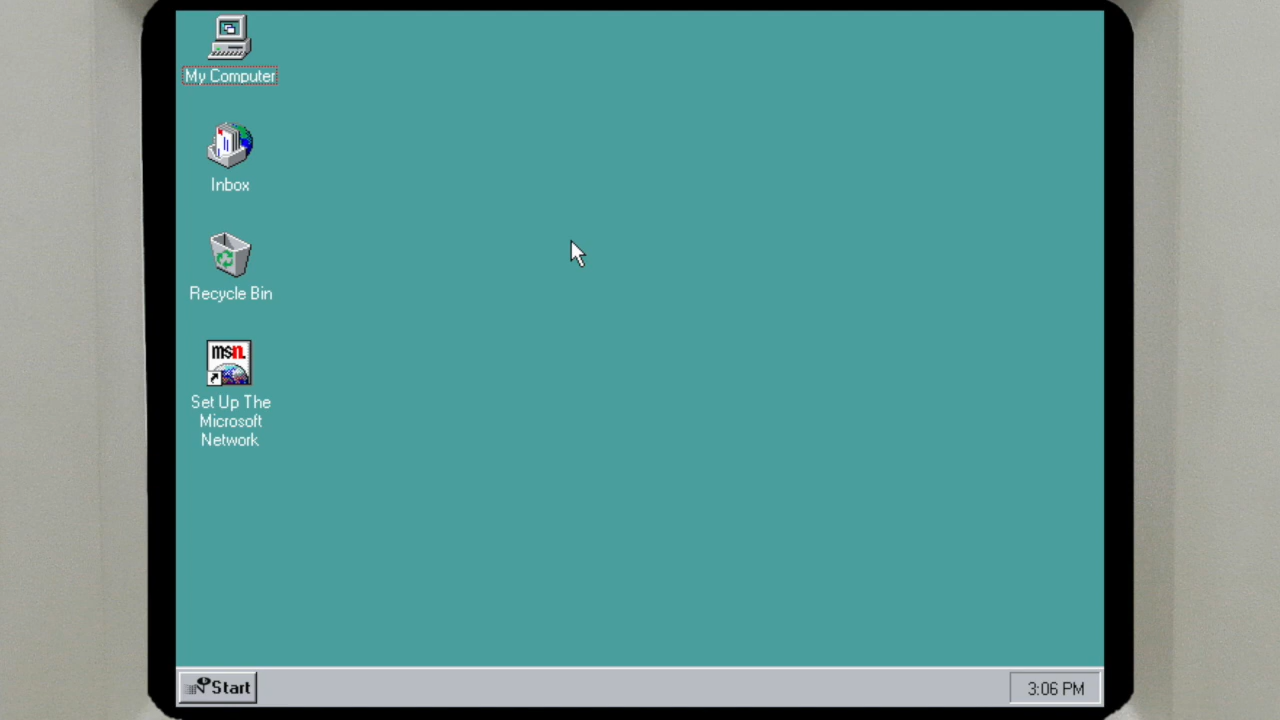 My Computer
Inbox
Recycle Bin
msn.
Set Up The
Microsoft
Network
Start
3:06 PM